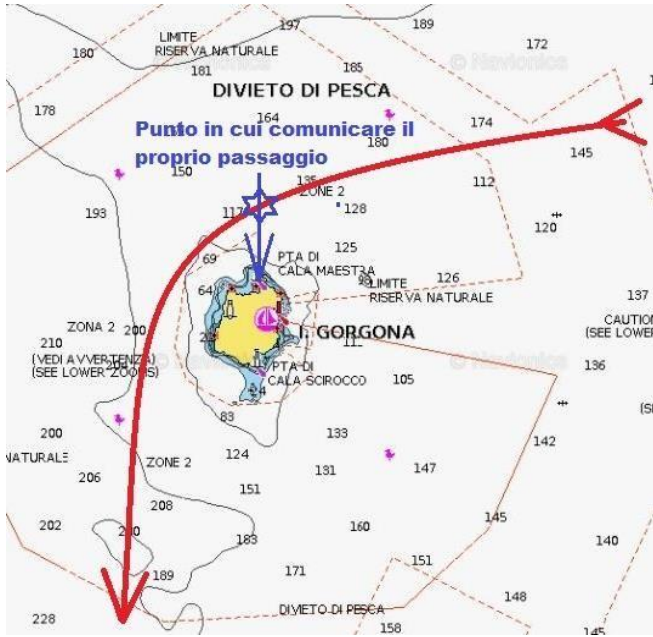 197
189
LIMITE
RISERVA NATURALE
172
180
181
© Navionics
© Navionics
185
DIVIETO DI PESCA
178
164
174
Punto in cui comunicare il
proprio passaggio
180
145
150
135
112
ZONE 2
193
117
128
120
125
69
PTA DI
CALA MAESTRA
126
64
LIMITE
RISERVA NATURALE
137
ZONA 2
200
CAUTION
(SEE LOWER
I. GORGONA
210
(VEDI AVVERTENZA)
(SEE LOWER ZOOMS)
136
PTA DI
CALA SCIROCCO
105
83
200
133
142
NATURALE
124
ZONE 2
131
147
206
151
208
145
202
160
183
140
151
189
171
148
228
DIVIETO DI PESCA
158
145